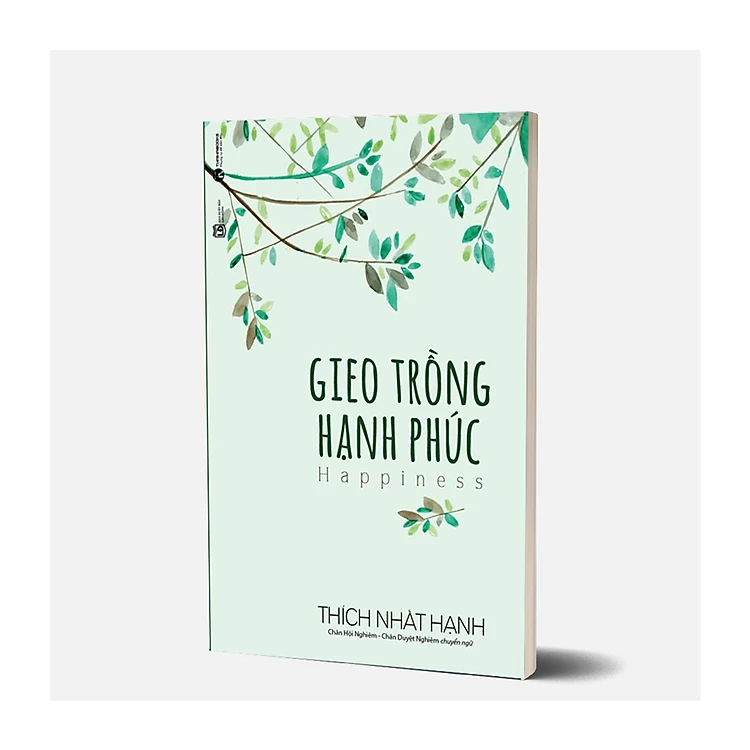 GIEO TRỒNG
HẠNH PHÚC
Happiness
THÍCH NHẤT HẠNH
Chân Hội Nghiêm - Chân Duyệt Nghiêm chuyển ngữ